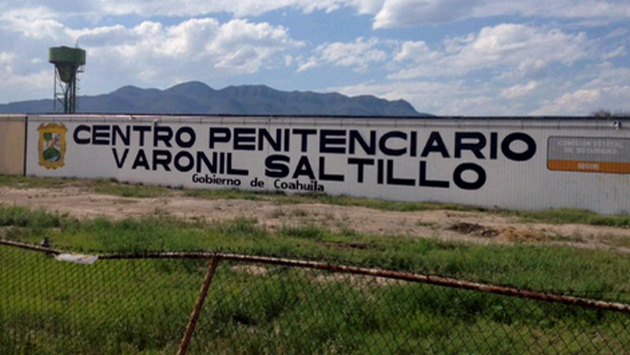 CENTRO PENITENCIARIO
VARONIL SALTILLO
Gobierno de Coahuila